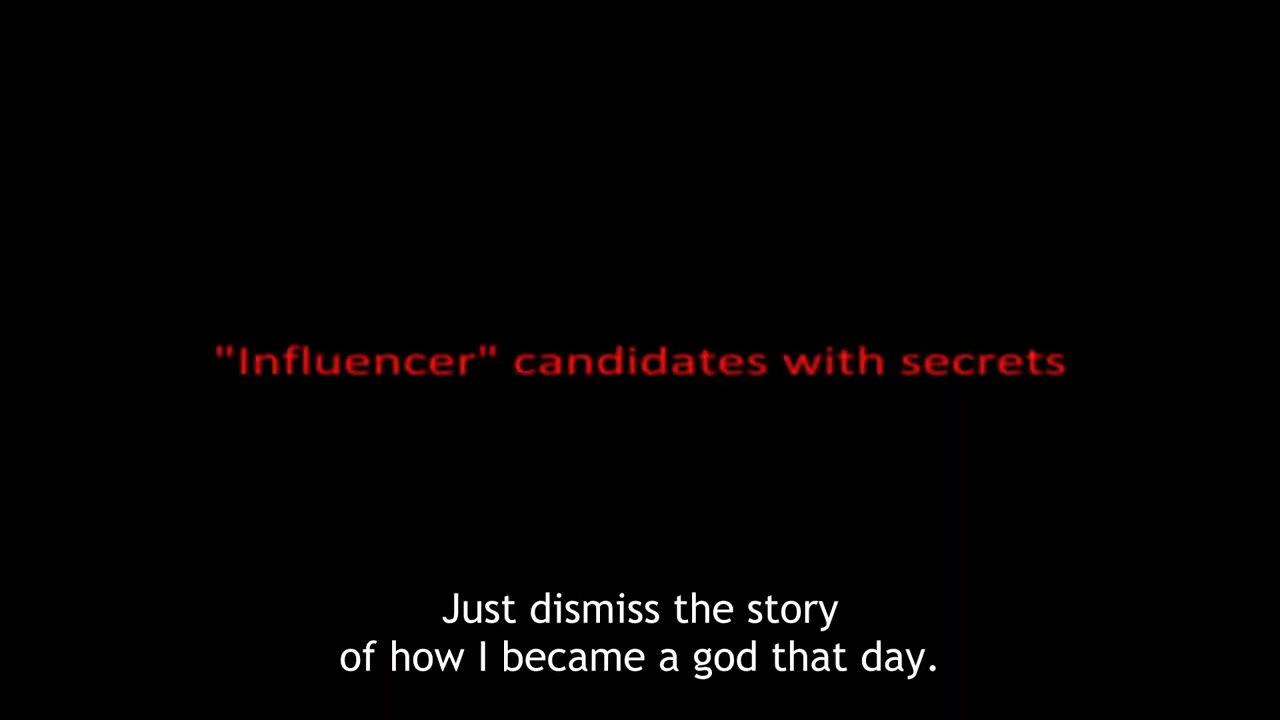 "Influencer" candidates with secrets
Just dismiss the story
of how I became a god that day.